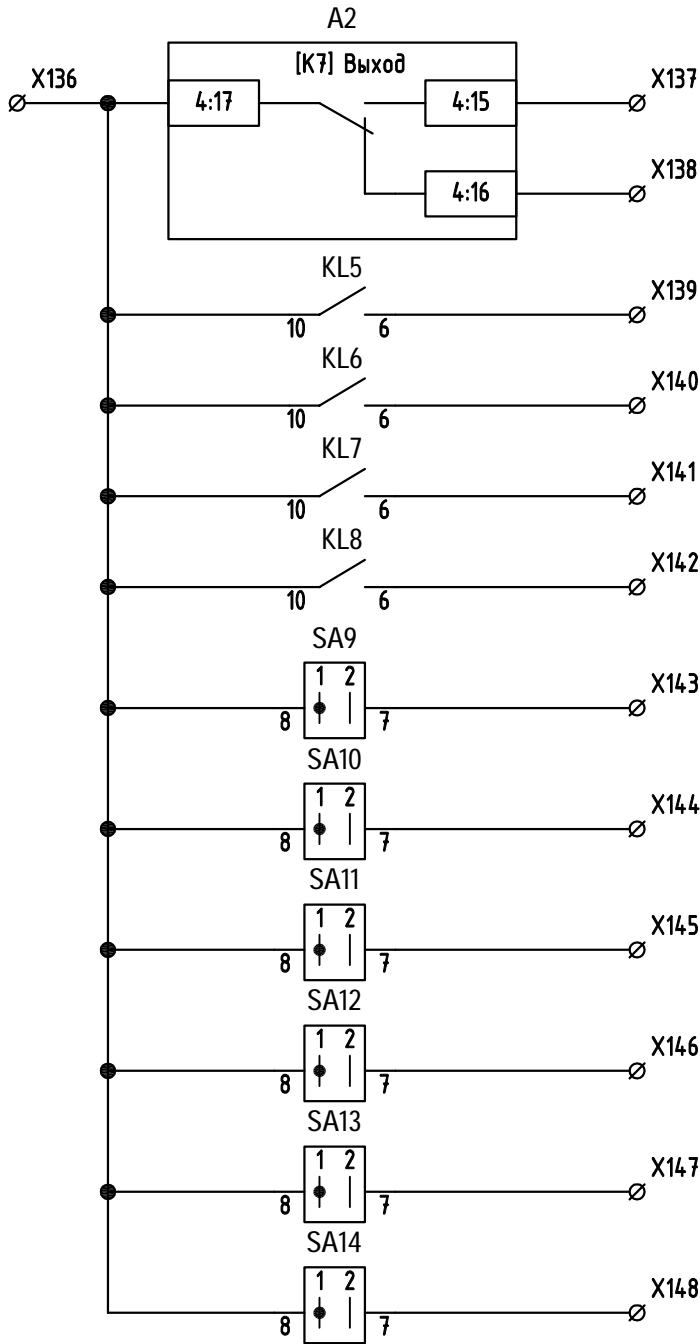 A2
[K7] Выход
X136
4:17
4:15
X137
4:16
X138
KL5
10
6
X139
KL6
10
6
X140
KL7
10
6
X141
KL8
10
6
X142
SA9
1 2
8
7
X143
SA10
1 2
8
7
X144
SA11
1 2
8
7
X145
SA12
1 2
8
7
X146
SA13
1 2
8
7
X147
SA14
1 2
8
7
X148